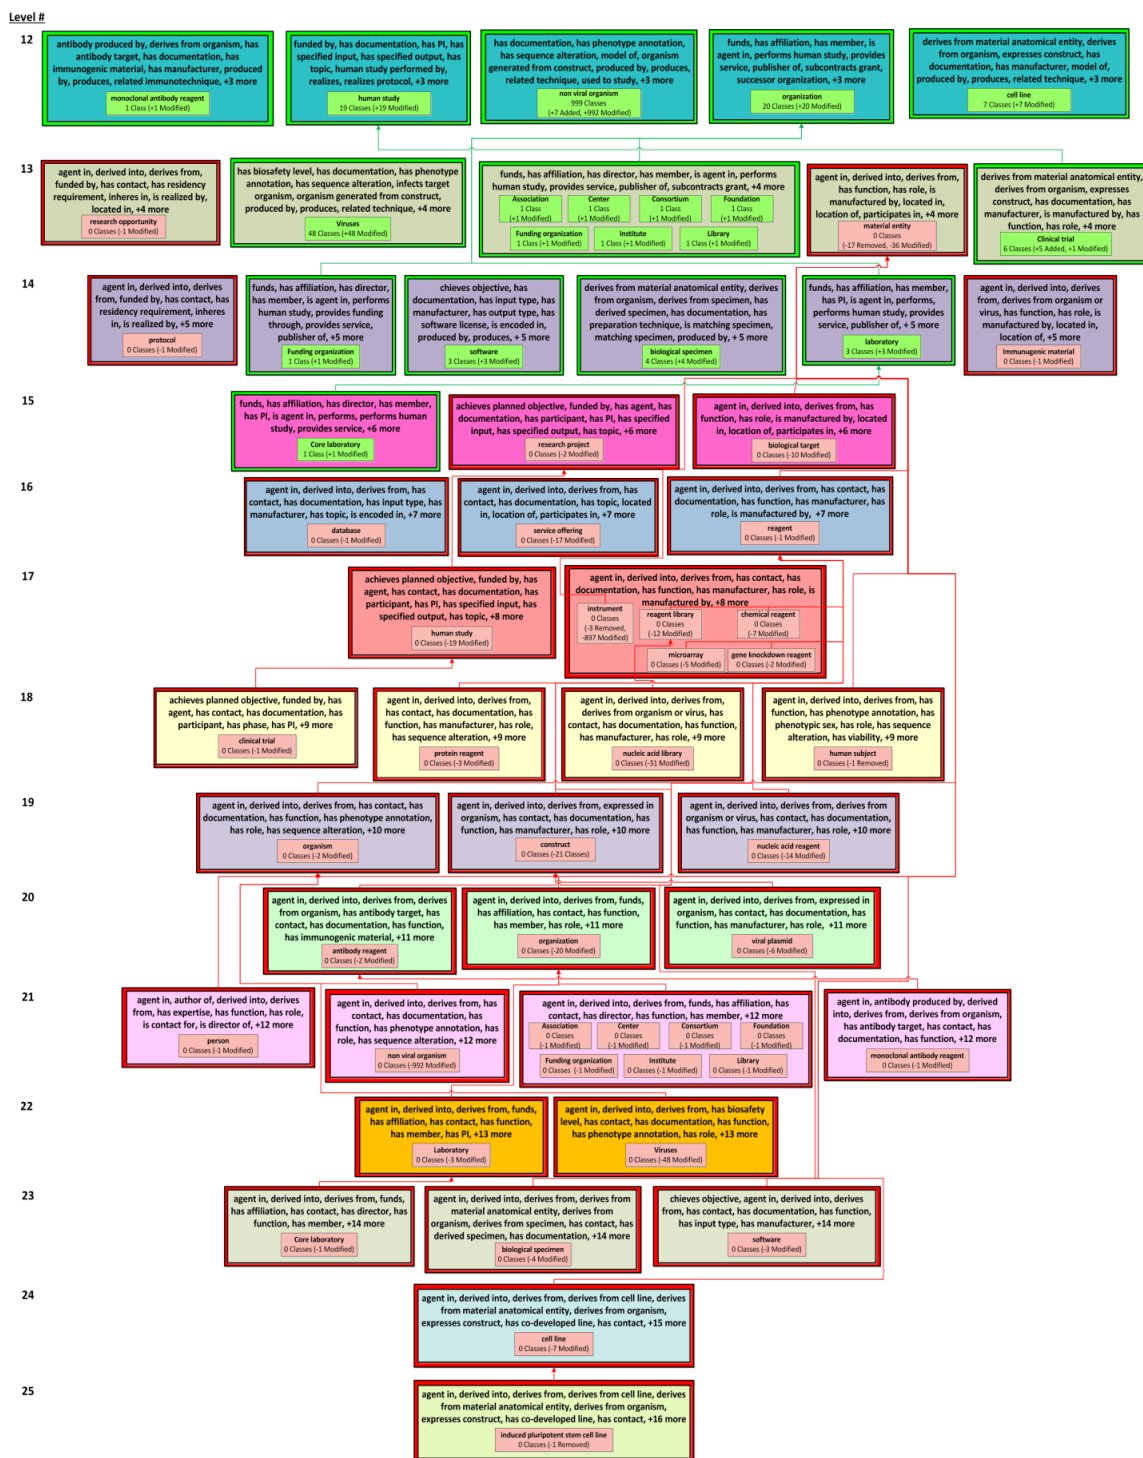 Level #
12
antibody produced by, derives from organism, has
antibody target, has documentation, has
immunogenic material, has manufacturer, produced
by, produces, related immunotechnique, +3 more
monoclonal antibody reagent
1 Class (+1 Modified)
funded by, has documentation, has PI, has
specified input, has specified output, has
topic, human study performed by,
realizes, realizes protocol, +3 more
human study
19 Classes (+19 Modified)
has documentation, has phenotype annotation,
has sequence alteration, model of, organism
generated from construct, produced by, produces,
related technique, used to study, +3 more
non viral organism
999 Classes
(+7 Added, +992 Modified)
funds, has affiliation, has member, is
agent in, performs human study, provides
service, publisher of, subcontracts grant,
successor organization, +3 more
organization
20 Classes (+20 Modified)
derives from material anatomical entity, derives
from organism, expresses construct, has
documentation, has manufacturer, model of,
produced by, produces, related technique, +3 more
cell line
7 Classes (+7 Modified)
13
agent in, derived into, derives from,
funded by, has contact, has residency
requirement, inheres in, is realized by,
located in, +4 more
research opportunity
0 Classes (-1 Modified)
has biosafety level, has documentation, has phenotype
annotation, has sequence alteration, infects target
organism, organism generated from construct,
produced by, produces, related technique, +4 more
Viruses
48 Classes (+48 Modified)
funds, has affiliation, has director, has member, is agent in, performs
human study, provides service, publisher of, subcontracts grant, +4 more
Association
1 Class
(+1 Modified)
Center
1 Class
(+1 Modified)
Consortium
1 Class
(+1 Modified)
Foundation
1 Class
(+1 Modified)
Funding organization
1 Class (+1 Modified)
Institute
1 Class (+1 Modified)
Library
1 Class (+1 Modified)
agent in, derived into, derives from,
has function, has role, is
manufactured by, located in,
location of, participates in, +4 more
material entity
0 Classes
(-17 Removed, -36 Modified)
derives from material anatomical entity,
derives from organism, expresses
construct, has documentation, has
manufacturer, is manufactured by, has
function, has role, +4 more
Clinical trial
6 Classes (+5 Added, +1 Modified)
14
agent in, derived into, derives
from, funded by, has contact, has
residency requirement, inheres
in, is realized by, +5 more
protocol
0 Classes (-1 Modified)
funds, has affiliation, has director,
has member, is agent in, performs
human study, provides funding
through, provides service,
publisher of, +5 more
Funding organization
1 Class (+1 Modified)
chieves objective, has
documentation, has input type, has
manufacturer, has output type, has
software license, is encoded in,
produced by, produces, + 5 more
software
3 Classes (+3 Modified)
derives from material anatomical entity, derives
from organism, derives from specimen, has
derived specimen, has documentation, has
preparation technique, is matching specimen,
matching specimen, produced by, + 5 more
biological specimen
4 Classes (+4 Modified)
funds, has affiliation, has member,
has PI, is agent in, performs,
performs human study, provides
service, publisher of, + 5 more
laboratory
3 Classes (+3 Modified)
agent in, derived into, derives
from, derives from organism or
virus, has function, has role, is
manufactured by, located in,
location of, +5 more
Immunugenic material
0 Classes (-1 Modified)
15
funds, has affiliation, has director, has member,
has PI, is agent in, performs, performs human
study, provides service, +6 more
Core laboratory
1 Class (+1 Modified)
achieves planned objective, funded by, has agent, has
documentation, has participant, has PI, has specified
input, has specified output, has topic, +6 more
research project
0 Classes (-2 Modified)
agent in, derived into, derives from, has
function, has role, is manufactured by, located
in, location of, participates in, +6 more
biological target
0 Classes (-10 Modified)
16
agent in, derived into, derives from, has
contact, has documentation, has input type, has
manufacturer, has topic, is encoded in, +7 more
database
0 Classes (-1 Modified)
agent in, derived into, derives from, has
contact, has documentation, has topic, located
in, location of, participates in, +7 more
service offering
0 Classes (-17 Modified)
agent in, derived into, derives from, has contact, has
documentation, has function, has manufacturer, has
role, is manufactured by, +7 more
reagent
0 Classes (-1 Modified)
17
achieves planned objective, funded by, has
agent, has contact, has documentation, has
participant, has PI, has specified input, has
specified output, has topic, +8 more
human study
0 Classes (-19 Modified)
agent in, derived into, derives from, has contact, has
documentation, has function, has manufacturer, has role, is
manufactured by, +8 more
instrument
0 Classes
(-3 Removed,
-897 Modified)
reagent library
0 Classes
(-12 Modified)
chemical reagent
0 Classes
(-7 Modified)
microarray
0 Classes (-5 Modified)
gene knockdown reagent
0 Classes (-2 Modified)
18
achieves planned objective, funded by, has
agent, has contact, has documentation, has
participant, has phase, has PI, +9 more
clinical trial
0 Classes (-1 Modified)
agent in, derived into, derives from,
has contact, has documentation, has
function, has manufacturer, has role,
has sequence alteration, +9 more
protein reagent
0 Classes (-3 Modified)
agent in, derived into, derives from,
derives from organism or virus, has
contact, has documentation, has function,
has manufacturer, has role, +9 more
nucleic acid library
0 Classes (-31 Modified)
agent in, derived into, derives from, has
function, has phenotype annotation, has
phenotypic sex, has role, has sequence
alteration, has viability, +9 more
human subject
0 Classes (-1 Removed)
19
agent in, derived into, derives from, has contact, has
documentation, has function, has phenotype annotation,
has role, has sequence alteration, +10 more
organism
0 Classes (-2 Modified)
agent in, derived into, derives from, expressed in
organism, has contact, has documentation, has
function, has manufacturer, has role, +10 more
construct
0 Classes (-21 Classes)
agent in, derived into, derives from, derives from
organism or virus, has contact, has documentation,
has function, has manufacturer, has role, +10 more
nucleic acid reagent
0 Classes (-14 Modified)
20
agent in, derived into, derives from, derives
from organism, has antibody target, has
contact, has documentation, has function,
has immunogenic material, +11 more
antibody reagent
0 Classes (-2 Modified)
agent in, derived into, derives from, funds,
has affiliation, has contact, has function,
has member, has role, +11 more
organization
0 Classes (-20 Modified)
agent in, derived into, derives from, expressed in
organism, has contact, has documentation, has
function, has manufacturer, has role, +11 more
viral plasmid
0 Classes (-6 Modified)
21
agent in, author of, derived into, derives
from, has expertise, has function, has role,
is contact for, is director of, +12 more
person
0 Classes (-1 Modified)
agent in, derived into, derives from, has
contact, has documentation, has
function, has phenotype annotation, has
role, has sequence alteration, +12 more
non viral organism
0 Classes (-992 Modified)
agent in, derived into, derives from, funds, has affiliation, has
contact, has director, has function, has member, +12 more
Association
0 Classes
(-1 Modified)
Center
0 Classes
(-1 Modified)
Consortium
0 Classes
(-1 Modified)
Foundation
0 Classes
(-1 Modified)
Funding organization
0 Classes (-1 Modified)
Institute
0 Classes (-1 Modified)
Library
0 Classes (-1 Modified)
agent in, antibody produced by, derived
into, derives from, derives from organism,
has antibody target, has contact, has
documentation, has function, +12 more
monoclonal antibody reagent
0 Classes (-1 Modified)
22
agent in, derived into, derives from, funds,
has affiliation, has contact, has function,
has member, has PI, +13 more
Laboratory
0 Classes (-3 Modified)
agent in, derived into, derives from, has biosafety
level, has contact, has documentation, has function,
has phenotype annotation, has role, +13 more
Viruses
0 Classes (-48 Modified)
23
agent in, derived into, derives from, funds,
has affiliation, has contact, has director, has
function, has member, +14 more
Core laboratory
0 Classes (-1 Modified)
agent in, derived into, derives from, derives from
material anatomical entity, derives from
organism, derives from specimen, has contact, has
derived specimen, has documentation, +14 more
biological specimen
0 Classes (-4 Modified)
chieves objective, agent in, derived into, derives
from, has contact, has documentation, has function,
has input type, has manufacturer, +14 more
software
0 Classes (-3 Modified)
24
agent in, derived into, derives from, derives from cell line, derives
from material anatomical entity, derives from organism,
expresses construct, has co-developed line, has contact, +15 more
cell line
0 Classes (-7 Modified)
25
agent in, derived into, derives from, derives from cell line, derives
from material anatomical entity, derives from organism,
expresses construct, has co-developed line, has contact, +16 more
induced pluripotent stem cell line
0 Classes (-1 Removed)